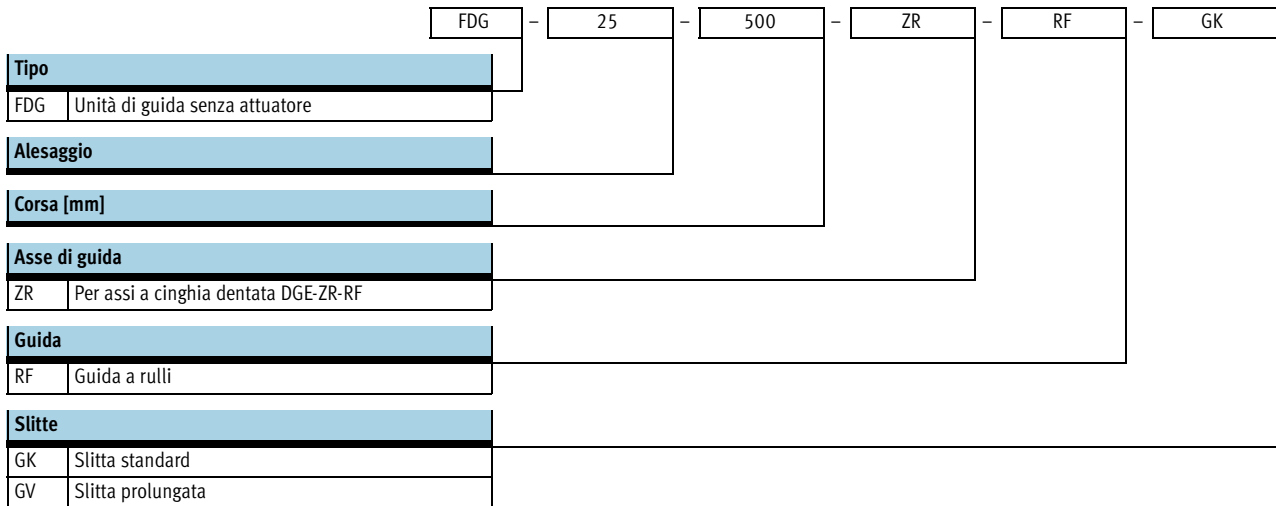 FDG – 25 – 500 – ZR – RF – GK
Tipo
FDG Unità di guida senza attuatore
Alesaggio
Corsa [mm]
Asse di guida
ZR Per assi a cinghia dentata DGE-ZR-RF
Guida
RF Guida a rulli
Slitte
GK Slitta standard
GV Slitta prolungata